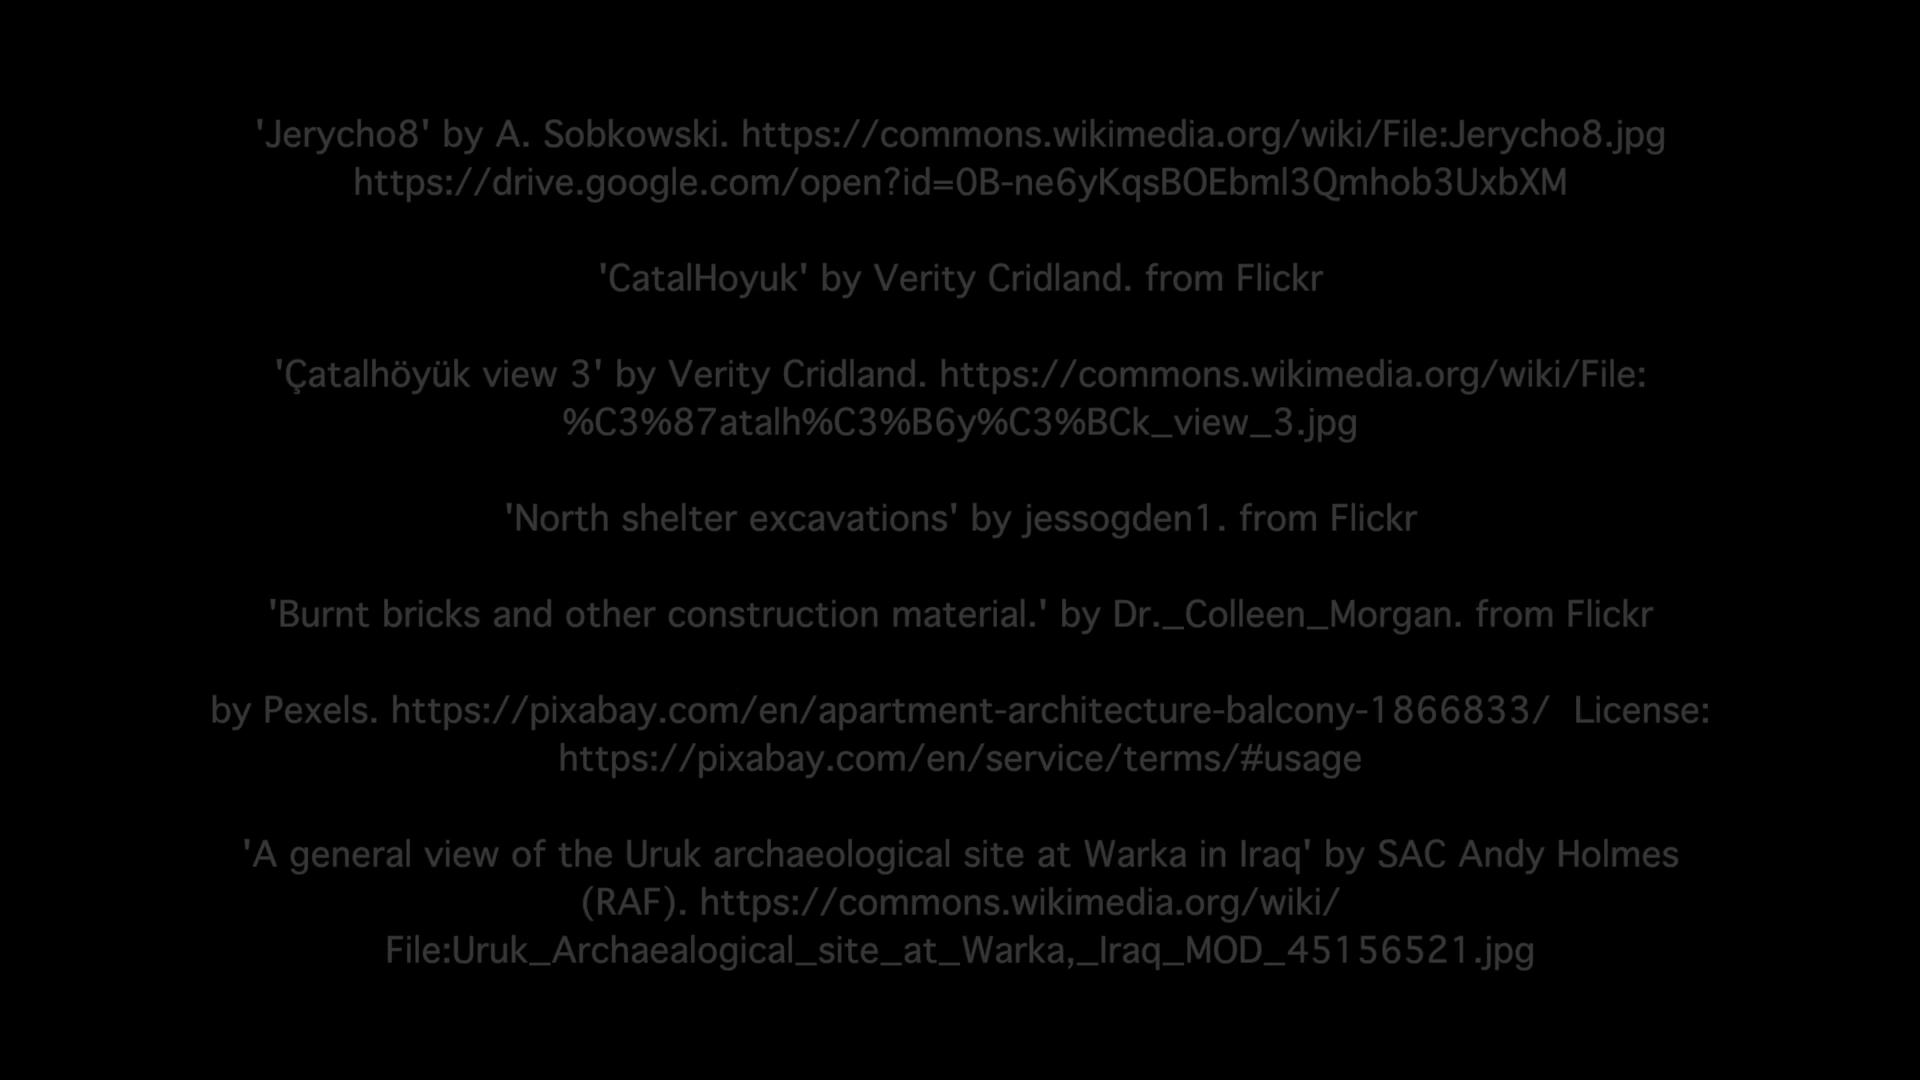 'Jerycho8' by A. Sobkowski. https://commons.wikimedia.org/wiki/File:Jerycho8.jpg
https://drive.google.com/open?id=0B-ne6yKqsBOEbml3Qmhob3UxbXM
'CatalHoyuk' by Verity Cridland. from Flickr
'Çatalhöyük view 3' by Verity Cridland. https://commons.wikimedia.org/wiki/File:
%C3%87atalh%C3%B6y%C3%BCk_view_3.jpg
'North shelter excavations' by jessogden1. from Flickr
'Burnt bricks and other construction material.' by Dr._Colleen_Morgan. from Flickr
by Pexels. https://pixabay.com/en/apartment-architecture-balcony-1866833/  License:
https://pixabay.com/en/service/terms/#usage
'A general view of the Uruk archaeological site at Warka in Iraq' by SAC Andy Holmes
(RAF). https://commons.wikimedia.org/wiki/
File:Uruk_Archaealogical_site_at_Warka,_Iraq_MOD_45156521.jpg